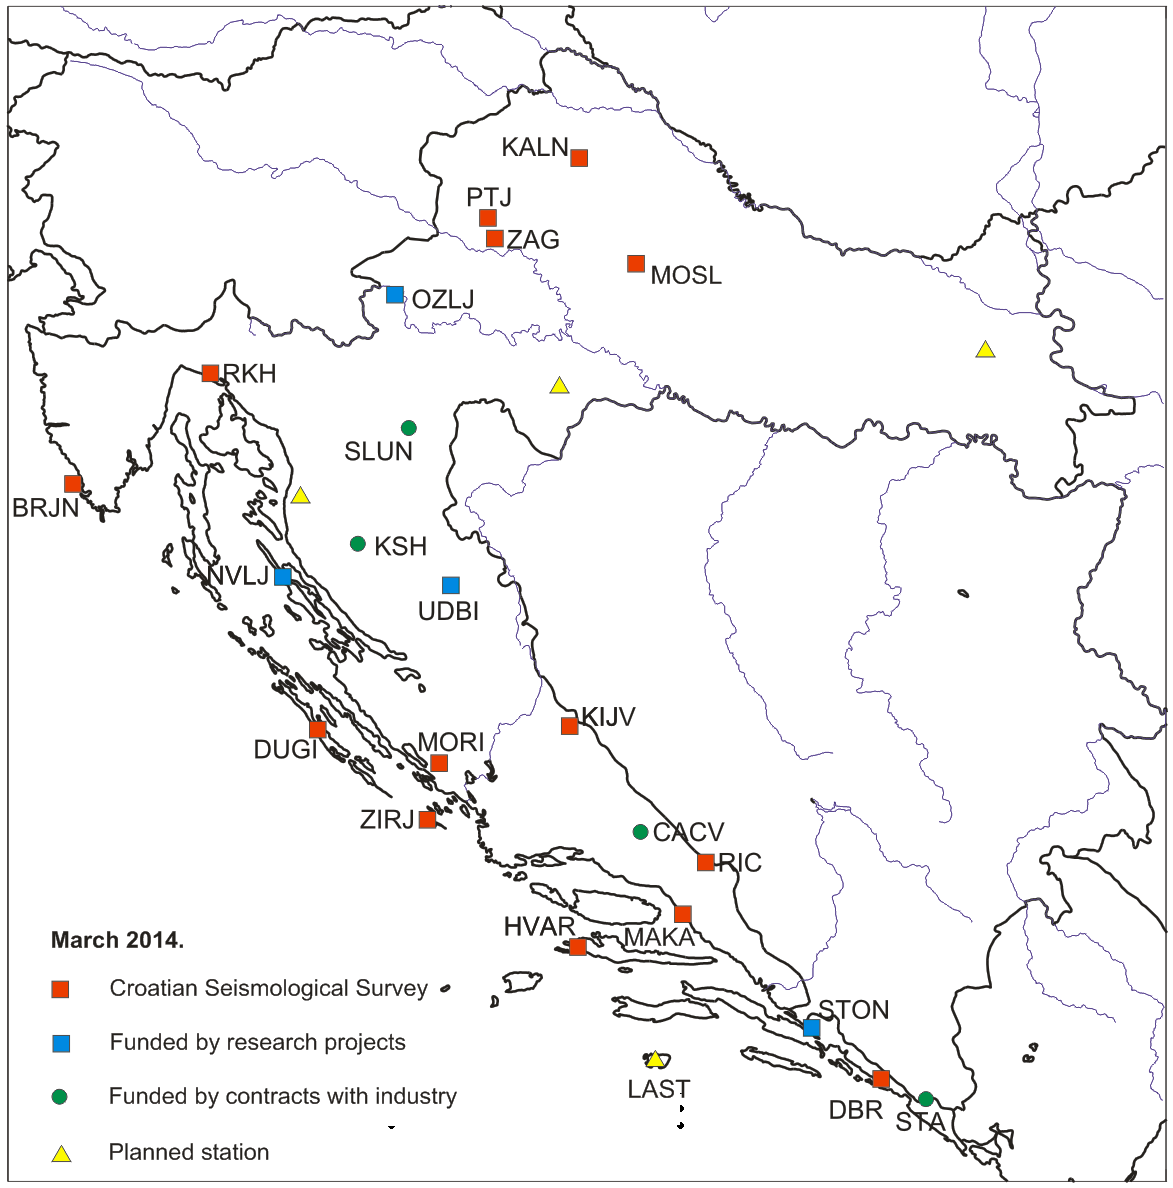 KALN
PTJ
ZAG
MOSL
OZLJ
RKH
SLUN
BRJN
KSH
NVLJ
UDBI
KIJV
DUGI
MORI
ZIRJ
CACV
RIC
HVAR
MAKA
March 2014.
Croatian Seismological Survey
STON
Funded by research projects
LAST
Funded by contracts with industry
DBR
STA
Planned station